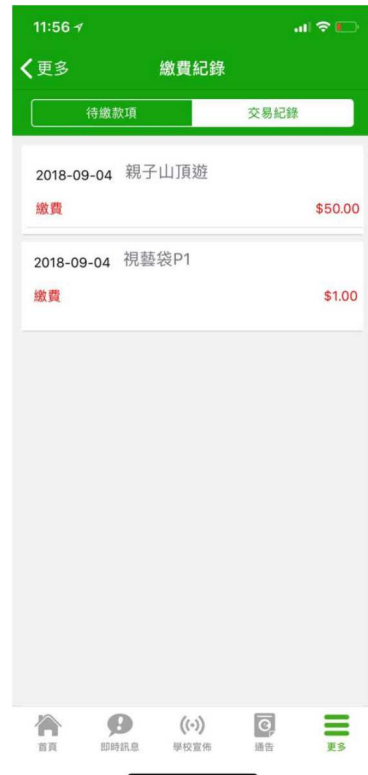 11:56
更多
繳費紀錄
待繳款項
交易紀錄
2018-09-04 親子山頂遊
繳費 $50.00
2018-09-04 視藝袋P1
繳費 $1.00
首頁 即時訊息 學校宣佈 通告 更多